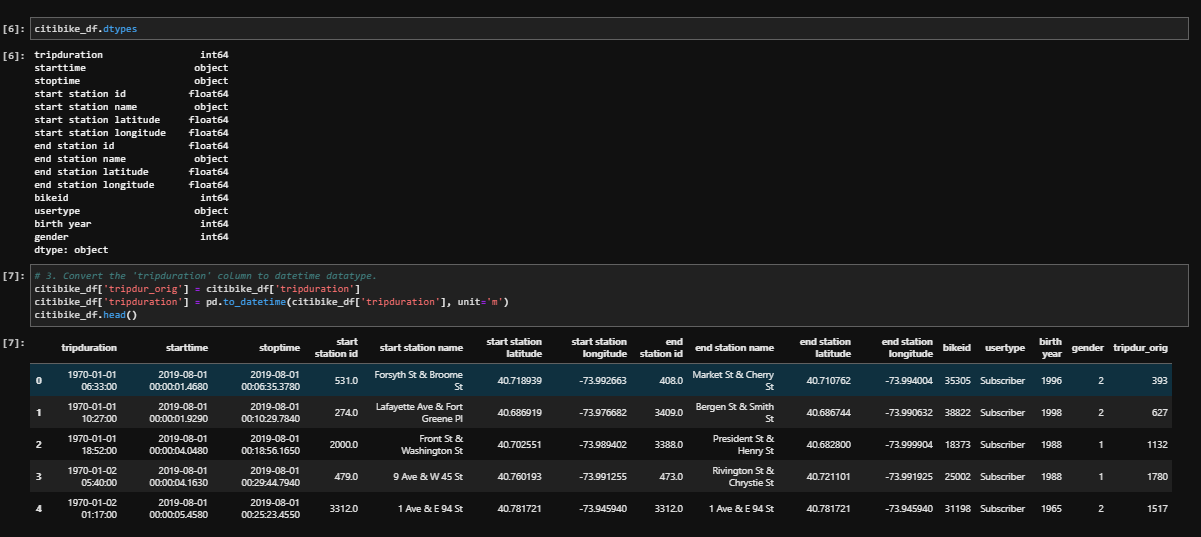 [6]: citibike_df.dtypes
[6]: tripduration int64
starttime object
stoptime object
start station id float64
start station name object
start station latitude float64
start station longitude float64
end station id float64
end station name object
end station latitude float64
end station longitude float64
bikeid int64
usertype object
birth year int64
gender int64
dtype: object
[7]: # 3. Convert the 'tripduration' column to datetime datatype.
citibike_df['tripdur_orig'] = citibike_df['tripduration']
citibike_df['tripduration'] = pd.to_datetime(citibike_df['tripduration'], unit='m')
citibike_df.head()
[7]:
tripduration starttime stoptime start station id start station name start station latitude start station longitude end station id end station name end station latitude end station longitude bikeid usertype birth year gender tripdur_orig
0 1970-01-01 06:33:00 2019-08-01 00:00:01.4680 2019-08-01 00:06:35.3780 531.0 Forsyth St & Broome St 40.718939 -73.992663 408.0 Market St & Cherry St 40.710762 -73.994004 35305 Subscriber 1996 2 393
1 1970-01-01 10:27:00 2019-08-01 00:00:01.9290 2019-08-01 00:10:29.7840 274.0 Lafayette Ave & Fort Greene Pl 40.686919 -73.976682 3409.0 Bergen St & Smith St 40.686744 -73.990632 38822 Subscriber 1998 2 627
2 1970-01-01 18:52:00 2019-08-01 00:00:04.0480 2019-08-01 00:18:56.1650 2000.0 Front St & Washington St 40.702551 -73.989402 3388.0 President St & Henry St 40.682800 -73.999904 18373 Subscriber 1988 1 1132
3 1970-01-02 05:40:00 2019-08-01 00:00:04.1630 2019-08-01 00:29:44.7940 479.0 9 Ave & W 45 St 40.760193 -73.991255 473.0 Rivington St & Chrystie St 40.721101 -73.991925 25002 Subscriber 1988 1 1780
4 1970-01-02 01:17:00 2019-08-01 00:00:05.4580 2019-08-01 00:25:23.4550 3312.0 1 Ave & E 94 St 40.781721 -73.945940 3312.0 1 Ave & E 94 St 40.781721 -73.945940 31198 Subscriber 1965 2 1517